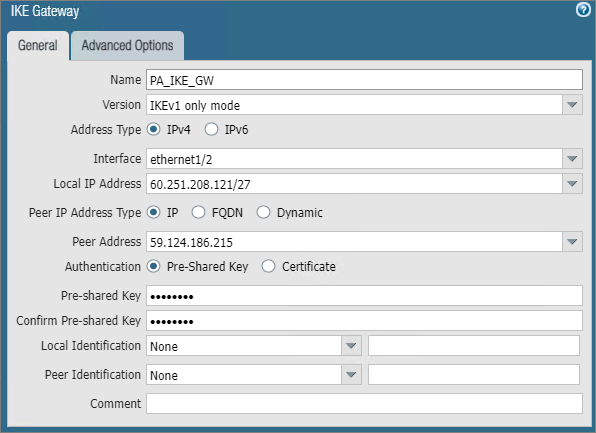 IKE Gateway
General Advanced Options
Name PA_IKE_GW
Version IKEv1 only mode
Address Type IPv4 IPv6
Interface ethernet1/2
Local IP Address 60.251.208.121/27
Peer IP Address Type IP FQDN Dynamic
Peer Address 59.124.186.215
Authentication Pre-Shared Key Certificate
Pre-shared Key ••••••••
Confirm Pre-shared Key ••••••••
Local Identification None
Peer Identification None
Comment